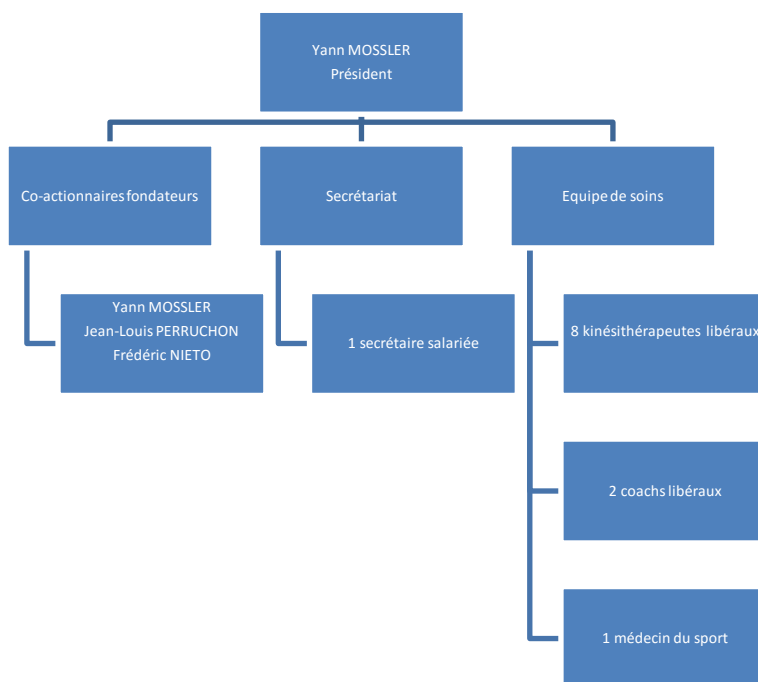 Yann MOSSLER
Président
Co-actionnaires fondateurs
Secrétariat
Equipe de soins
Yann MOSSLER
Jean-Louis PERRUCHON
Frédéric NIETO
1 secrétaire salariée
8 kinésithérapeutes libéraux
2 coachs libéraux
1 médecin du sport